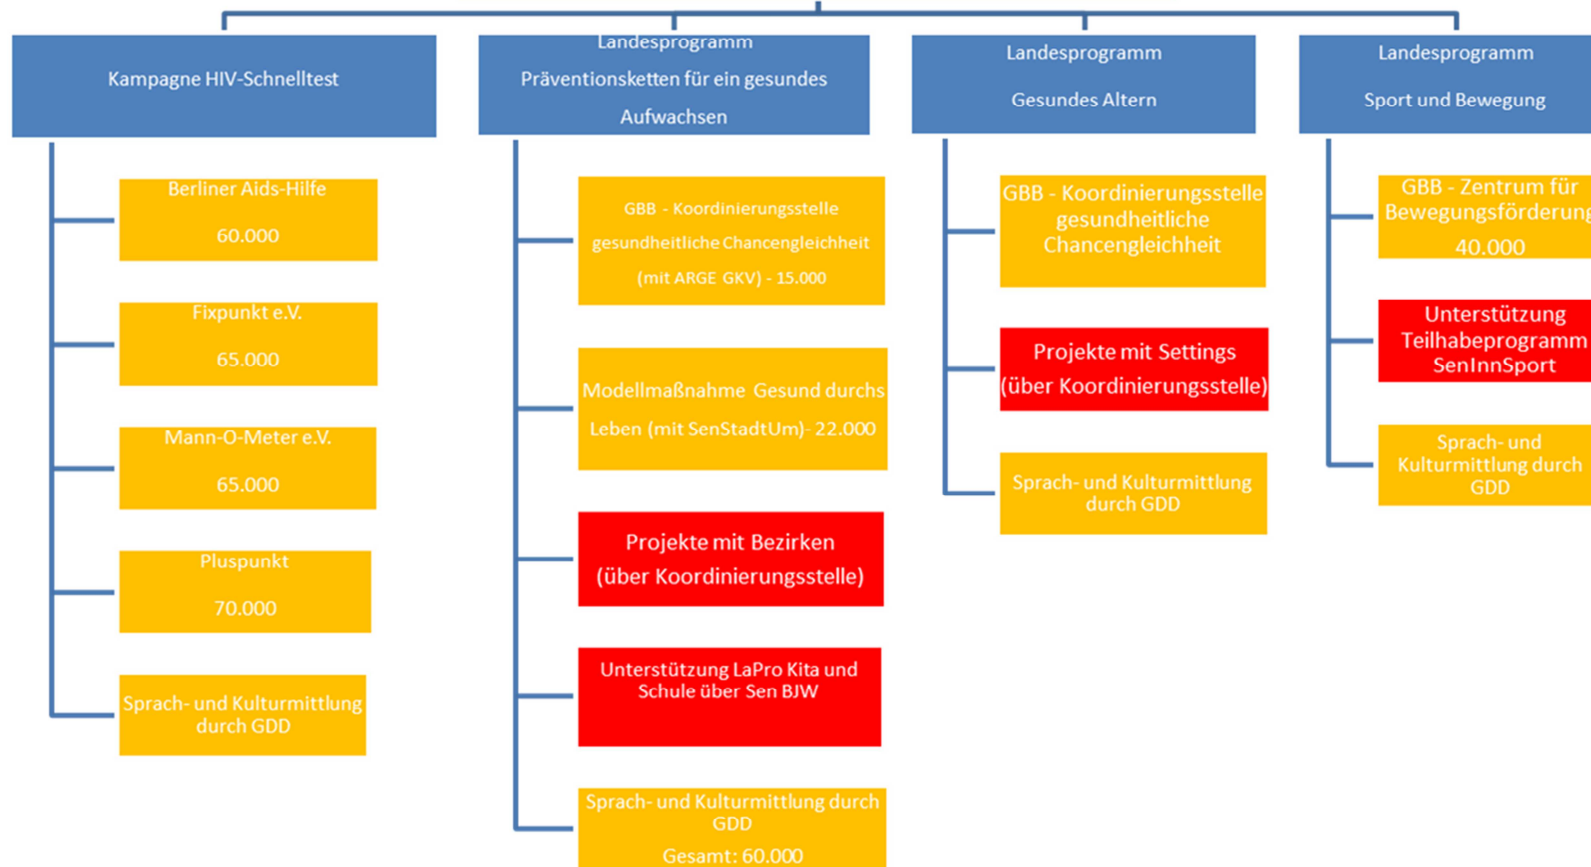 Kampagne HIV-Schnelltest
Berliner Aids-Hilfe
60.000
Fixpunkt e.V.
65.000
Mann-O-Meter e.V.
65.000
Pluspunkt
70.000
Sprach- und Kulturmittlung
durch GDD
Landesprogramm
Präventionsketten für ein gesundes
Aufwachsen
GBB - Koordinierungsstelle
gesundheitliche Chancengleichheit
(mit ARGE GKV) - 15.000
Modellmaßnahme Gesund durchs
Leben (mit SenStadtUm)- 22.000
Projekte mit Bezirken
(über Koordinierungsstelle)
Unterstützung LaPro Kita und
Schule über Sen BJW
Sprach- und Kulturmittlung durch
GDD
Gesamt: 60.000
Landesprogramm
Gesundes Altern
GBB - Koordinierungsstelle
gesundheitliche
Chancengleichheit
Projekte mit Settings
(über Koordinierungsstelle)
Sprach- und Kulturmittlung
durch GDD
Landesprogramm
Sport und Bewegung
GBB - Zentrum für
Bewegungsförderung
40.000
Unterstützung
Teilhabeprogramm
SenInnSport
Sprach- und
Kulturmittlung durch
GDD